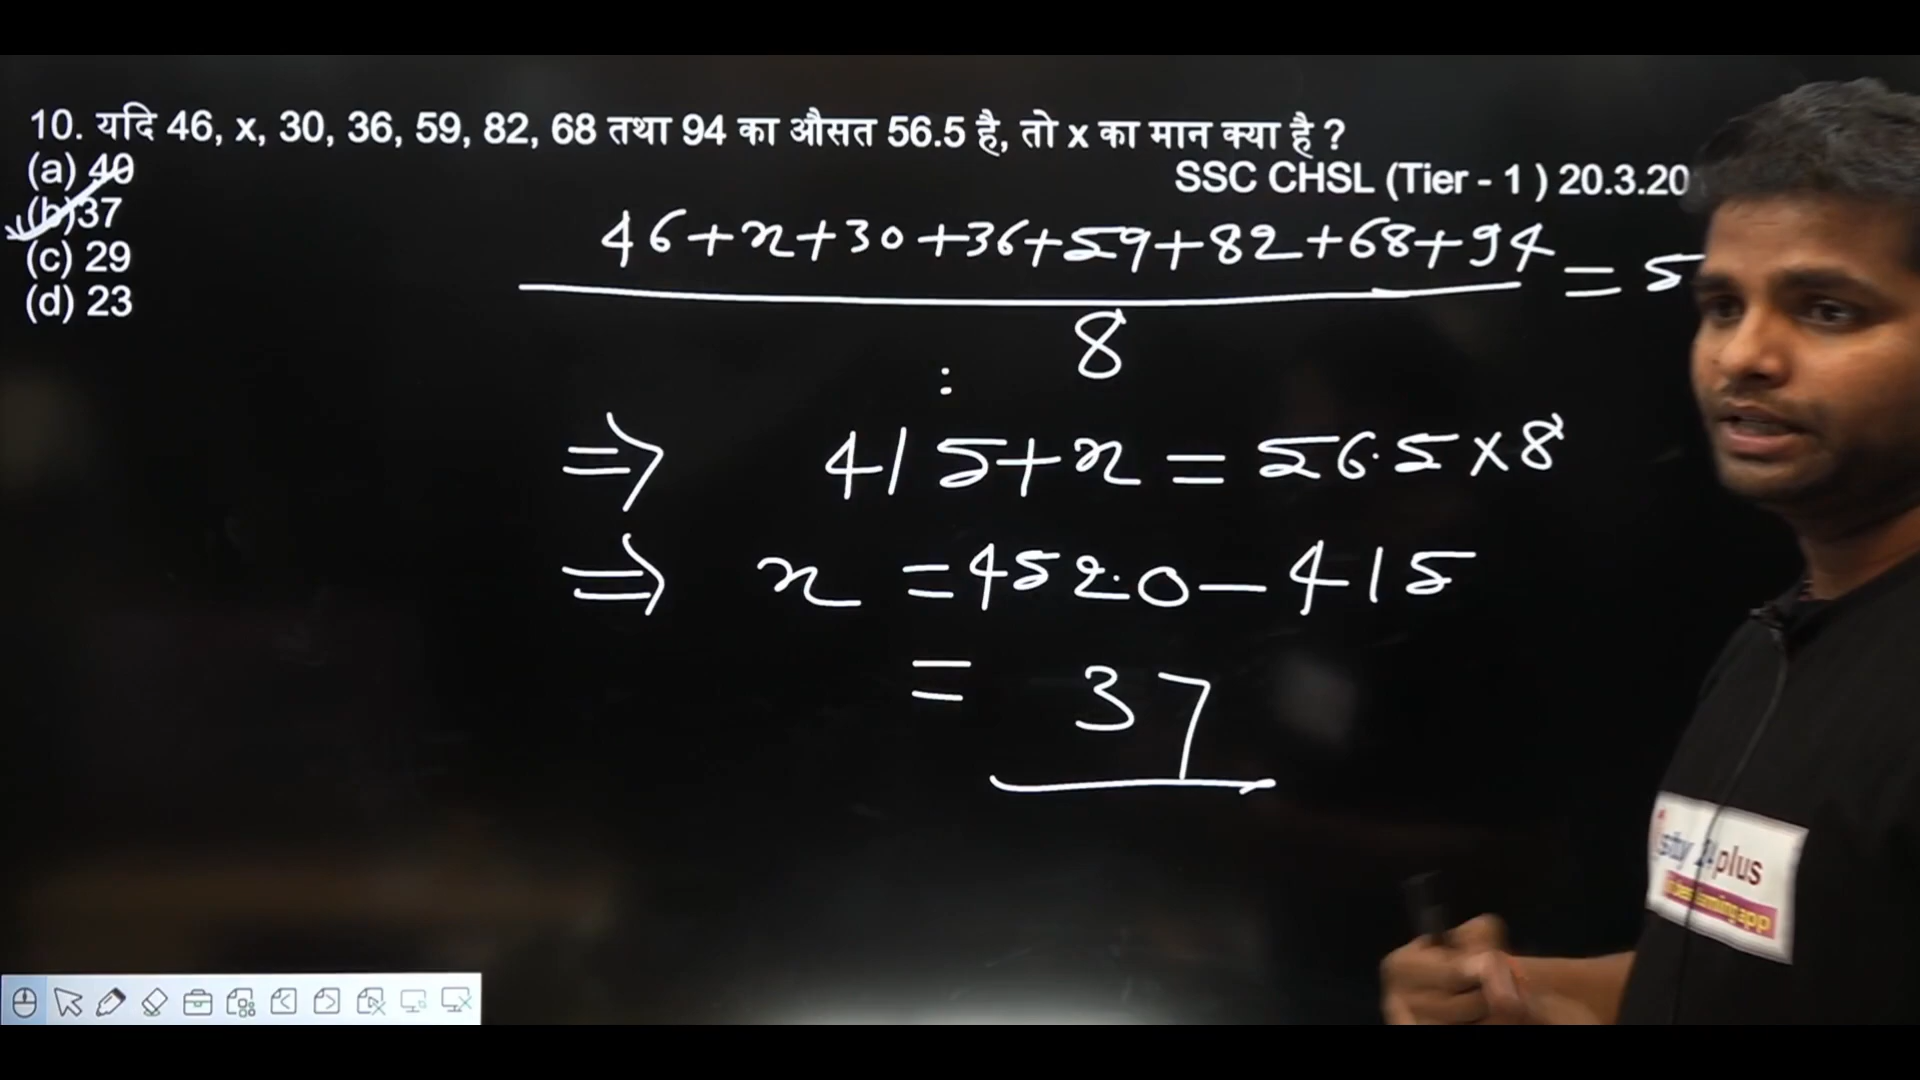 10. यदि 46, x, 30, 36, 59, 82, 68 तथा 94 का औसत 56.5 है, तो x का मान क्या है ?
(a) 40
SSC CHSL (Tier - 1 ) 20.3.20
(b) 37
(c) 29
(d) 23
46+x+30+36+59+82+68+94 = 5
8
⇒ 415+x = 56.5×8
⇒ x = 452.0 – 415
= 37
plus